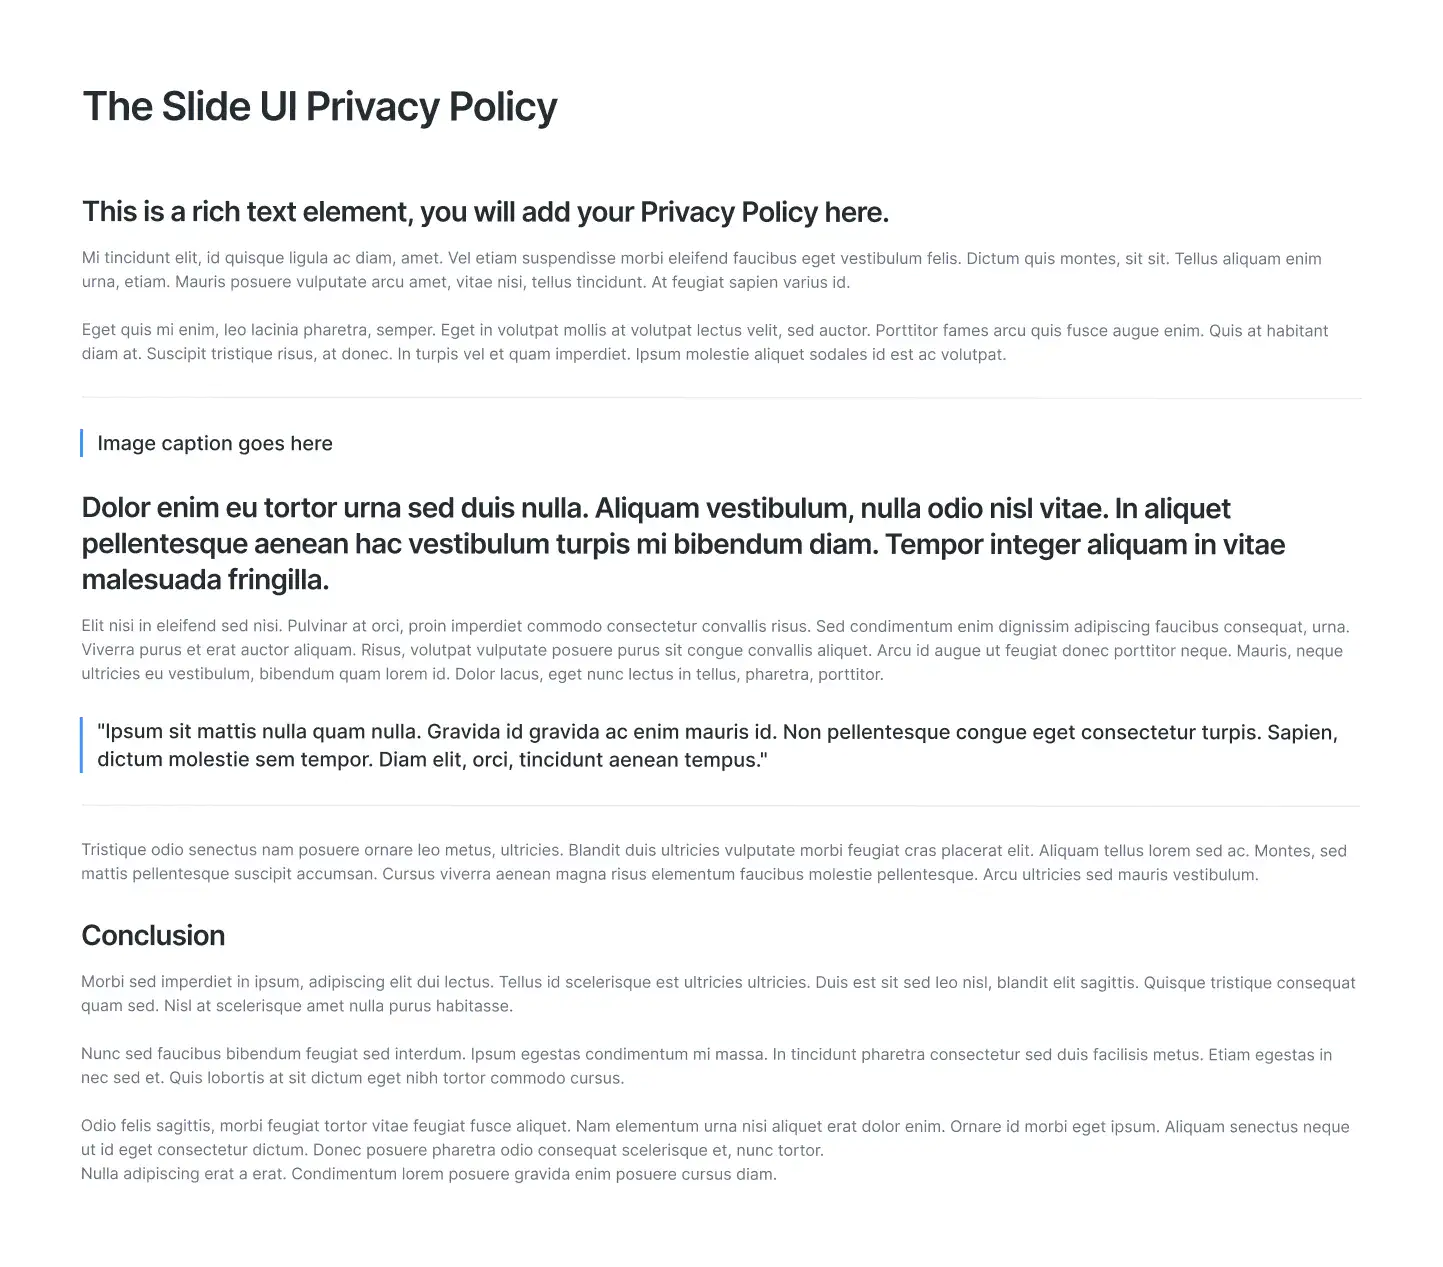 The Slide UI Privacy Policy
This is a rich text element, you will add your Privacy Policy here.
Mi tincidunt elit, id quisque ligula ac diam, amet. Vel etiam suspendisse morbi eleifend faucibus eget vestibulum felis. Dictum quis montes, sit sit. Tellus aliquam enim
urna, etiam. Mauris posuere vulputate arcu amet, vitae nisi, tellus tincidunt. At feugiat sapien varius id.
Eget quis mi enim, leo lacinia pharetra, semper. Eget in volutpat mollis at volutpat lectus velit, sed auctor. Porttitor fames arcu quis fusce augue enim. Quis at habitant
diam at. Suscipit tristique risus, at donec. In turpis vel et quam imperdiet. Ipsum molestie aliquet sodales id est ac volutpat.
Image caption goes here
Dolor enim eu tortor urna sed duis nulla. Aliquam vestibulum, nulla odio nisl vitae. In aliquet
pellentesque aenean hac vestibulum turpis mi bibendum diam. Tempor integer aliquam in vitae
malesuada fringilla.
Elit nisi in eleifend sed nisi. Pulvinar at orci, proin imperdiet commodo consectetur convallis risus. Sed condimentum enim dignissim adipiscing faucibus consequat, urna.
Viverra purus et erat auctor aliquam. Risus, volutpat vulputate posuere purus sit congue convallis aliquet. Arcu id augue ut feugiat donec porttitor neque. Mauris, neque
ultricies eu vestibulum, bibendum quam lorem id. Dolor lacus, eget nunc lectus in tellus, pharetra, porttitor.
"Ipsum sit mattis nulla quam nulla. Gravida id gravida ac enim mauris id. Non pellentesque congue eget consectetur turpis. Sapien,
dictum molestie sem tempor. Diam elit, orci, tincidunt aenean tempus."
Tristique odio senectus nam posuere ornare leo metus, ultricies. Blandit duis ultricies vulputate morbi feugiat cras placerat elit. Aliquam tellus lorem sed ac. Montes, sed
mattis pellentesque suscipit accumsan. Cursus viverra aenean magna risus elementum faucibus molestie pellentesque. Arcu ultricies sed mauris vestibulum.
Conclusion
Morbi sed imperdiet in ipsum, adipiscing elit dui lectus. Tellus id scelerisque est ultricies ultricies. Duis est sit sed leo nisl, blandit elit sagittis. Quisque tristique consequat
quam sed. Nisl at scelerisque amet nulla purus habitasse.
Nunc sed faucibus bibendum feugiat sed interdum. Ipsum egestas condimentum mi massa. In tincidunt pharetra consectetur sed duis facilisis metus. Etiam egestas in
nec sed et. Quis lobortis at sit dictum eget nibh tortor commodo cursus.
Odio felis sagittis, morbi feugiat tortor vitae feugiat fusce aliquet. Nam elementum urna nisi aliquet erat dolor enim. Ornare id morbi eget ipsum. Aliquam senectus neque
ut id eget consectetur dictum. Donec posuere pharetra odio consequat scelerisque et, nunc tortor.
Nulla adipiscing erat a erat. Condimentum lorem posuere gravida enim posuere cursus diam.